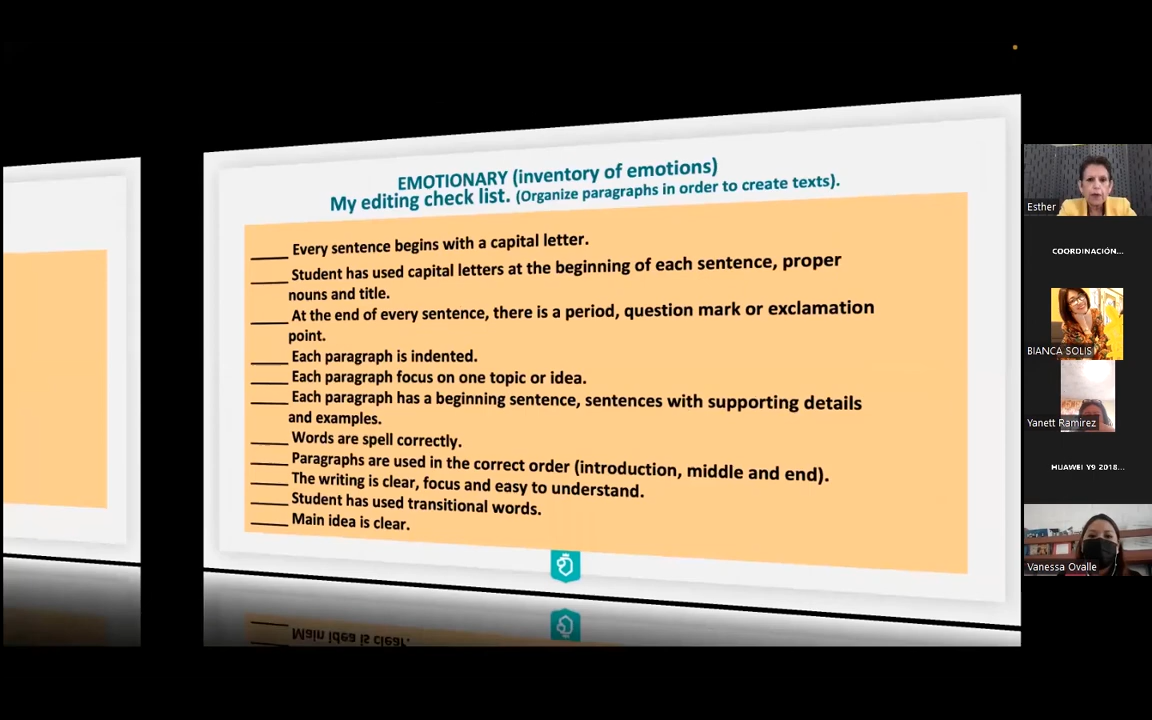 EMOTIONARY (inventory of emotions)
My editing check list. (Organize paragraphs in order to create texts).
_____ Every sentence begins with a capital letter.
_____ Student has used capital letters at the beginning of each sentence, proper
nouns and title.
_____ At the end of every sentence, there is a period, question mark or exclamation
point.
_____ Each paragraph is indented.
_____ Each paragraph focus on one topic or idea.
_____ Each paragraph has a beginning sentence, sentences with supporting details
and examples.
_____ Words are spell correctly.
_____ Paragraphs are used in the correct order (introduction, middle and end).
_____ The writing is clear, focus and easy to understand.
_____ Student has used transitional words.
_____ Main idea is clear.
Main idea is clear.
Esther
COORDINACIÓN...
BIANCA SOLIS
Yanett Ramirez
HUAWEI Y9 2018...
Vanessa Ovalle